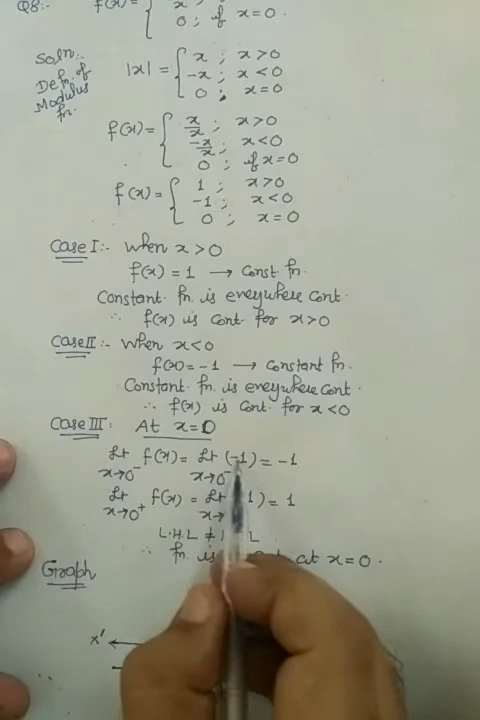 Q8:- f(x) = { x ;
0 ; if x=0 .
Soln:-
Defn. of Modulus fn.
|x| = { x ; x>0
-x ; x<0
0 ; x=0
f(x) = { x/x ; x>0
-x/x ; x<0
0 ; if x=0
f(x) = { 1 ; x>0
-1 ; x<0
0 ; x=0
Case I:- when x>0
f(x) = 1 → Const fn.
Constant fn. is everywhere cont.
∴ f(x) is cont. for x>0
Case II:- when x<0
f(x) = -1 → Constant fn.
Constant fn. is everywhere cont.
∴ f(x) is cont. for x<0
Case III: At x=0
Lt x→0⁻ f(x) = Lt x→0⁻ (-1) = -1
Lt x→0⁺ f(x) = Lt x→ 1) = 1
L.H.L ≠ L
∴ fn. is at x=0 .
Graph
x'